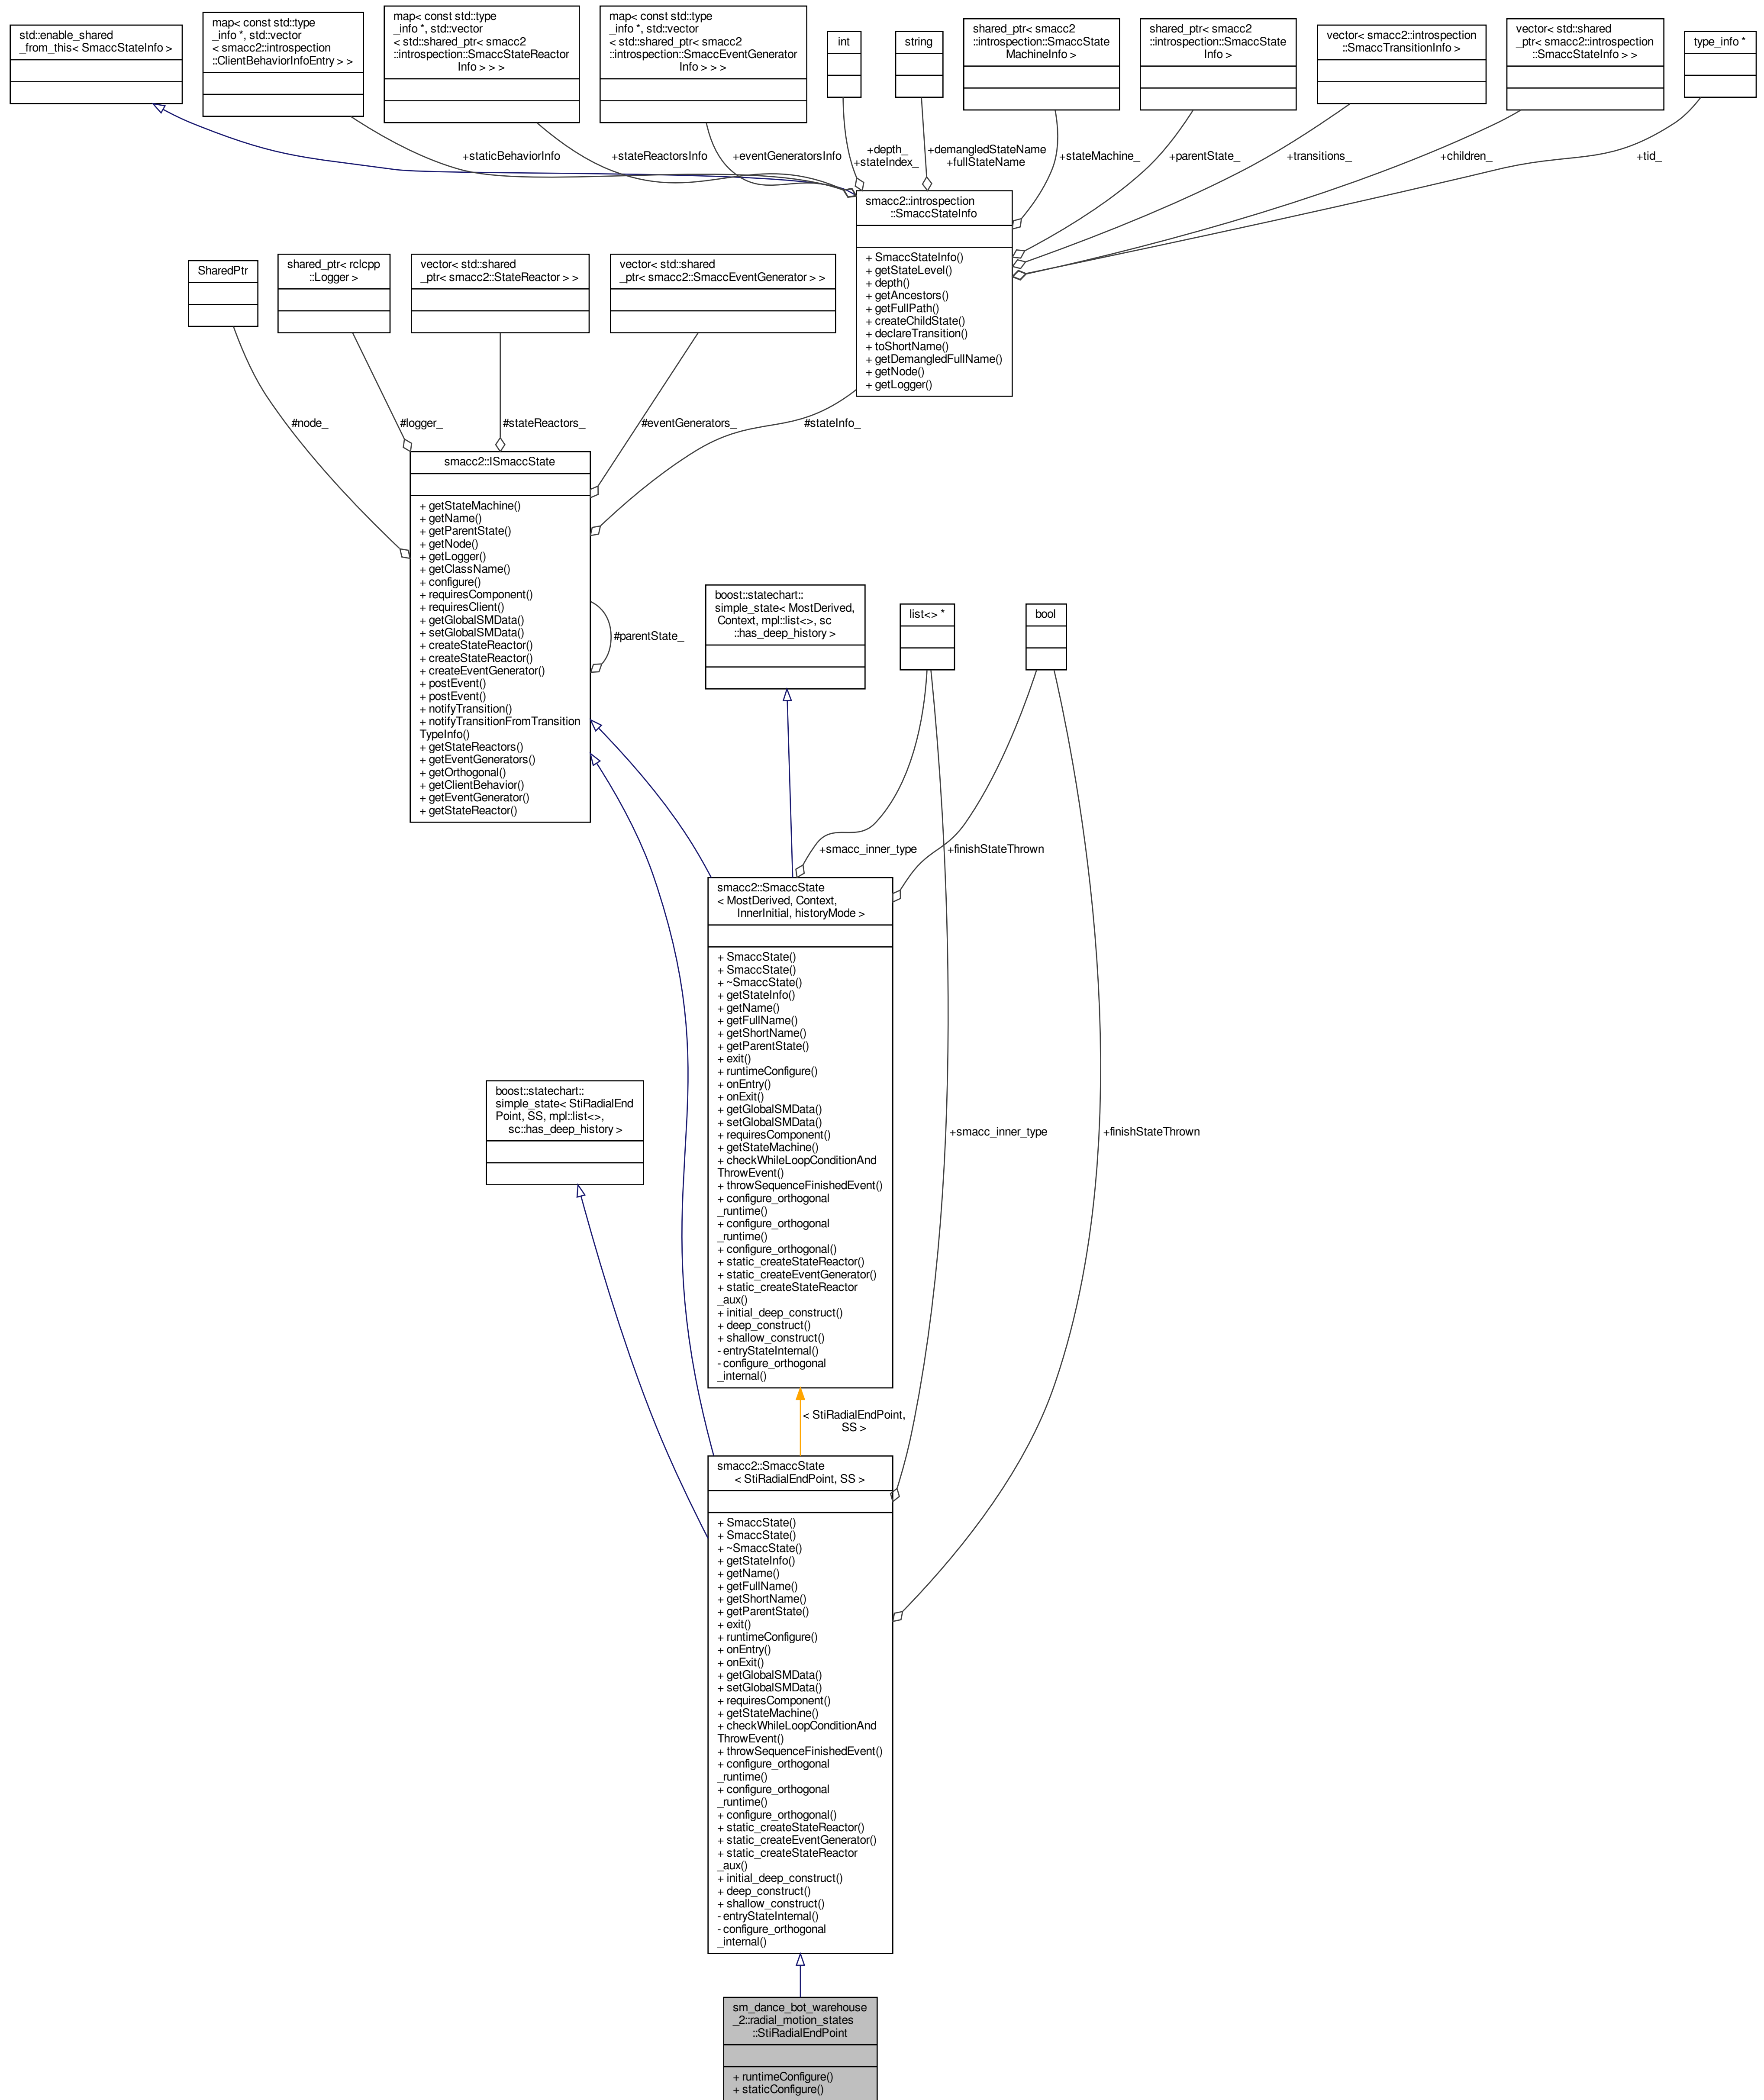 std::enable_shared
_from_this< SmaccStateInfo >
map< const std::type
_info *, std::vector
< smacc2::introspection
::ClientBehaviorInfoEntry > >
map< const std::type
_info *, std::vector
< std::shared_ptr< smacc2
::introspection::SmaccStateReactor
Info > > >
map< const std::type
_info *, std::vector
< std::shared_ptr< smacc2
::introspection::SmaccEventGenerator
Info > > >
int
string
shared_ptr< smacc2
::introspection::SmaccState
MachineInfo >
shared_ptr< smacc2
::introspection::SmaccState
Info >
vector< smacc2::introspection
::SmaccTransitionInfo >
vector< std::shared
_ptr< smacc2::introspection
::SmaccStateInfo > >
type_info *
+staticBehaviorInfo
+stateReactorsInfo
+eventGeneratorsInfo
+depth_
+stateIndex_
+demangledStateName
+fullStateName
+stateMachine_
+parentState_
+transitions_
+children_
+tid_
smacc2::introspection
::SmaccStateInfo
+ SmaccStateInfo()
+ getStateLevel()
+ depth()
+ getAncestors()
+ getFullPath()
+ createChildState()
+ declareTransition()
+ toShortName()
+ getDemangledFullName()
+ getNode()
+ getLogger()
SharedPtr
shared_ptr< rclcpp
::Logger >
vector< std::shared
_ptr< smacc2::StateReactor > >
vector< std::shared
_ptr< smacc2::SmaccEventGenerator > >
#node_
#logger_
#stateReactors_
#eventGenerators_
#stateInfo_
smacc2::ISmaccState
+ getStateMachine()
+ getName()
+ getParentState()
+ getNode()
+ getLogger()
+ getClassName()
+ configure()
+ requiresComponent()
+ requiresClient()
+ getGlobalSMData()
+ setGlobalSMData()
+ createStateReactor()
+ createStateReactor()
+ createEventGenerator()
+ postEvent()
+ postEvent()
+ notifyTransition()
+ notifyTransitionFromTransition
TypeInfo()
+ getStateReactors()
+ getEventGenerators()
+ getOrthogonal()
+ getClientBehavior()
+ getEventGenerator()
+ getStateReactor()
#parentState_
boost::statechart::
simple_state< MostDerived,
Context, mpl::list<>, sc
::has_deep_history >
list<> *
bool
+smacc_inner_type
+finishStateThrown
smacc2::SmaccState
< MostDerived, Context,
InnerInitial, historyMode >
+ SmaccState()
+ SmaccState()
+ ~SmaccState()
+ getStateInfo()
+ getName()
+ getFullName()
+ getShortName()
+ getParentState()
+ exit()
+ runtimeConfigure()
+ onEntry()
+ onExit()
+ getGlobalSMData()
+ setGlobalSMData()
+ requiresComponent()
+ getStateMachine()
+ checkWhileLoopConditionAnd
ThrowEvent()
+ throwSequenceFinishedEvent()
+ configure_orthogonal
_runtime()
+ configure_orthogonal
_runtime()
+ configure_orthogonal()
+ static_createStateReactor()
+ static_createEventGenerator()
+ static_createStateReactor
_aux()
+ initial_deep_construct()
+ deep_construct()
+ shallow_construct()
- entryStateInternal()
- configure_orthogonal
_internal()
boost::statechart::
simple_state< StiRadialEnd
Point, SS, mpl::list<>,
sc::has_deep_history >
+smacc_inner_type
+finishStateThrown
< StiRadialEndPoint,
SS >
smacc2::SmaccState
< StiRadialEndPoint, SS >
+ SmaccState()
+ SmaccState()
+ ~SmaccState()
+ getStateInfo()
+ getName()
+ getFullName()
+ getShortName()
+ getParentState()
+ exit()
+ runtimeConfigure()
+ onEntry()
+ onExit()
+ getGlobalSMData()
+ setGlobalSMData()
+ requiresComponent()
+ getStateMachine()
+ checkWhileLoopConditionAnd
ThrowEvent()
+ throwSequenceFinishedEvent()
+ configure_orthogonal
_runtime()
+ configure_orthogonal
_runtime()
+ configure_orthogonal()
+ static_createStateReactor()
+ static_createEventGenerator()
+ static_createStateReactor
_aux()
+ initial_deep_construct()
+ deep_construct()
+ shallow_construct()
- entryStateInternal()
- configure_orthogonal
_internal()
sm_dance_bot_warehouse
_2::radial_motion_states
::StiRadialEndPoint
+ runtimeConfigure()
+ staticConfigure()